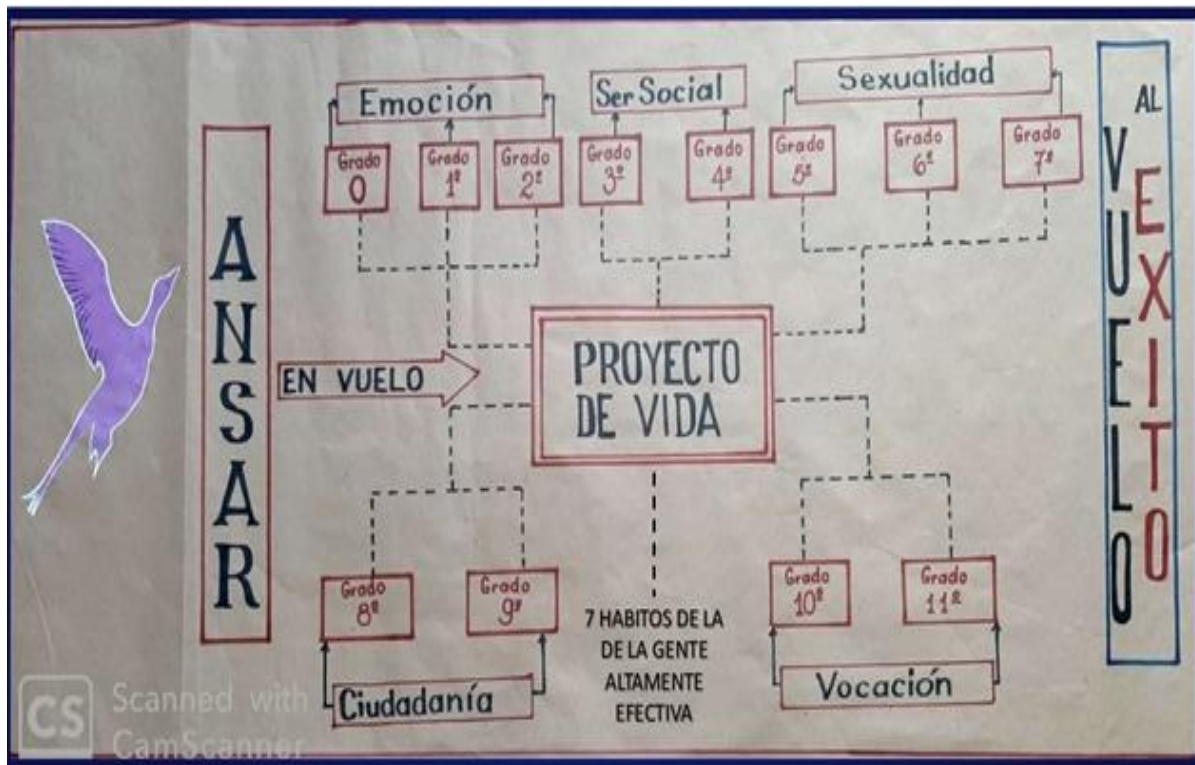 ANSAR
EN VUELO
Emoción
Grado
0
Grado
1º
Grado
2º
Ser Social
Grado
3º
Grado
4º
Sexualidad
Grado
5º
Grado
6º
Grado
7º
PROYECTO
DE VIDA
Grado
8º
Grado
9º
Ciudadanía
7 HABITOS DE LA
DE LA GENTE
ALTAMENTE
EFECTIVA
Grado
10º
Grado
11º
Vocación
AL
VUELO
EXITO
CS
Scanned with
CamScanner